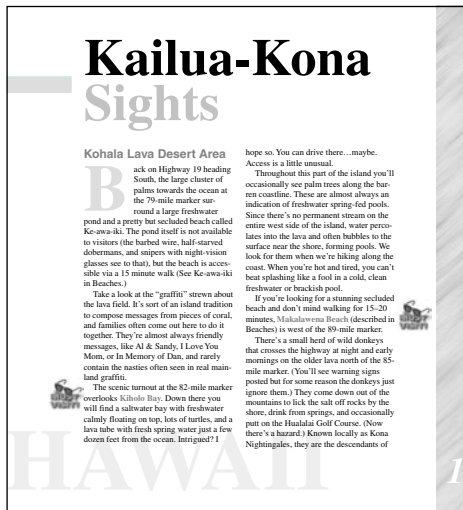 Kailua-Kona
Sights
Kohala Lava Desert Area
Back on Highway 19 heading
South, the large cluster of
palms towards the ocean at
the 79-mile marker sur-
round a large freshwater
pond and a pretty but secluded beach called
Ke-awa-iki. The pond itself is not available
to visitors (the barbed wire, half-starved
dobermans, and snipers with night-vision
glasses see to that), but the beach is acces-
sible via a 15 minute walk (See Ke-awa-iki
in Beaches.)
Take a look at the “graffiti” strewn about
the lava field. It’s sort of an island tradition
to compose messages from pieces of coral,
and families often come out here to do it
together. They’re almost always friendly
messages, like Al & Sandy, I Love You
Mom, or In Memory of Dan, and rarely
contain the nasties often seen in real main-
land graffiti.
The scenic turnout at the 82-mile marker
overlooks Kiholo Bay. Down there you
will find a saltwater bay with freshwater
calmly floating on top, lots of turtles, and a
lava tube with fresh spring water just a few
dozen feet from the ocean. Intrigued? I
hope so. You can drive there…maybe.
Access is a little unusual.
Throughout this part of the island you’ll
occasionally see palm trees along the bar-
ren coastline. These are almost always an
indication of freshwater spring-fed pools.
Since there’s no permanent stream on the
entire west side of the island, water perco-
lates into the lava and often bubbles to the
surface near the shore, forming pools. We
look for them when we’re hiking along the
coast. When you’re hot and tired, you can’t
beat splashing like a fool in a cold, clean
freshwater or brackish pool.
If you’re looking for a stunning secluded
beach and don’t mind walking for 15–20
minutes, Makalawena Beach (described in
Beaches) is west of the 89-mile marker.
There’s a small herd of wild donkeys
that crosses the highway at night and early
mornings on the older lava north of the 85-
mile marker. (You’ll see warning signs
posted but for some reason the donkeys just
ignore them.) They come down out of the
mountains to lick the salt off rocks by the
shore, drink from springs, and occasionally
putt on the Hualalai Golf Course. (Now
there’s a hazard.) Known locally as Kona
Nightingales, they are the descendants of
HAWAII
1